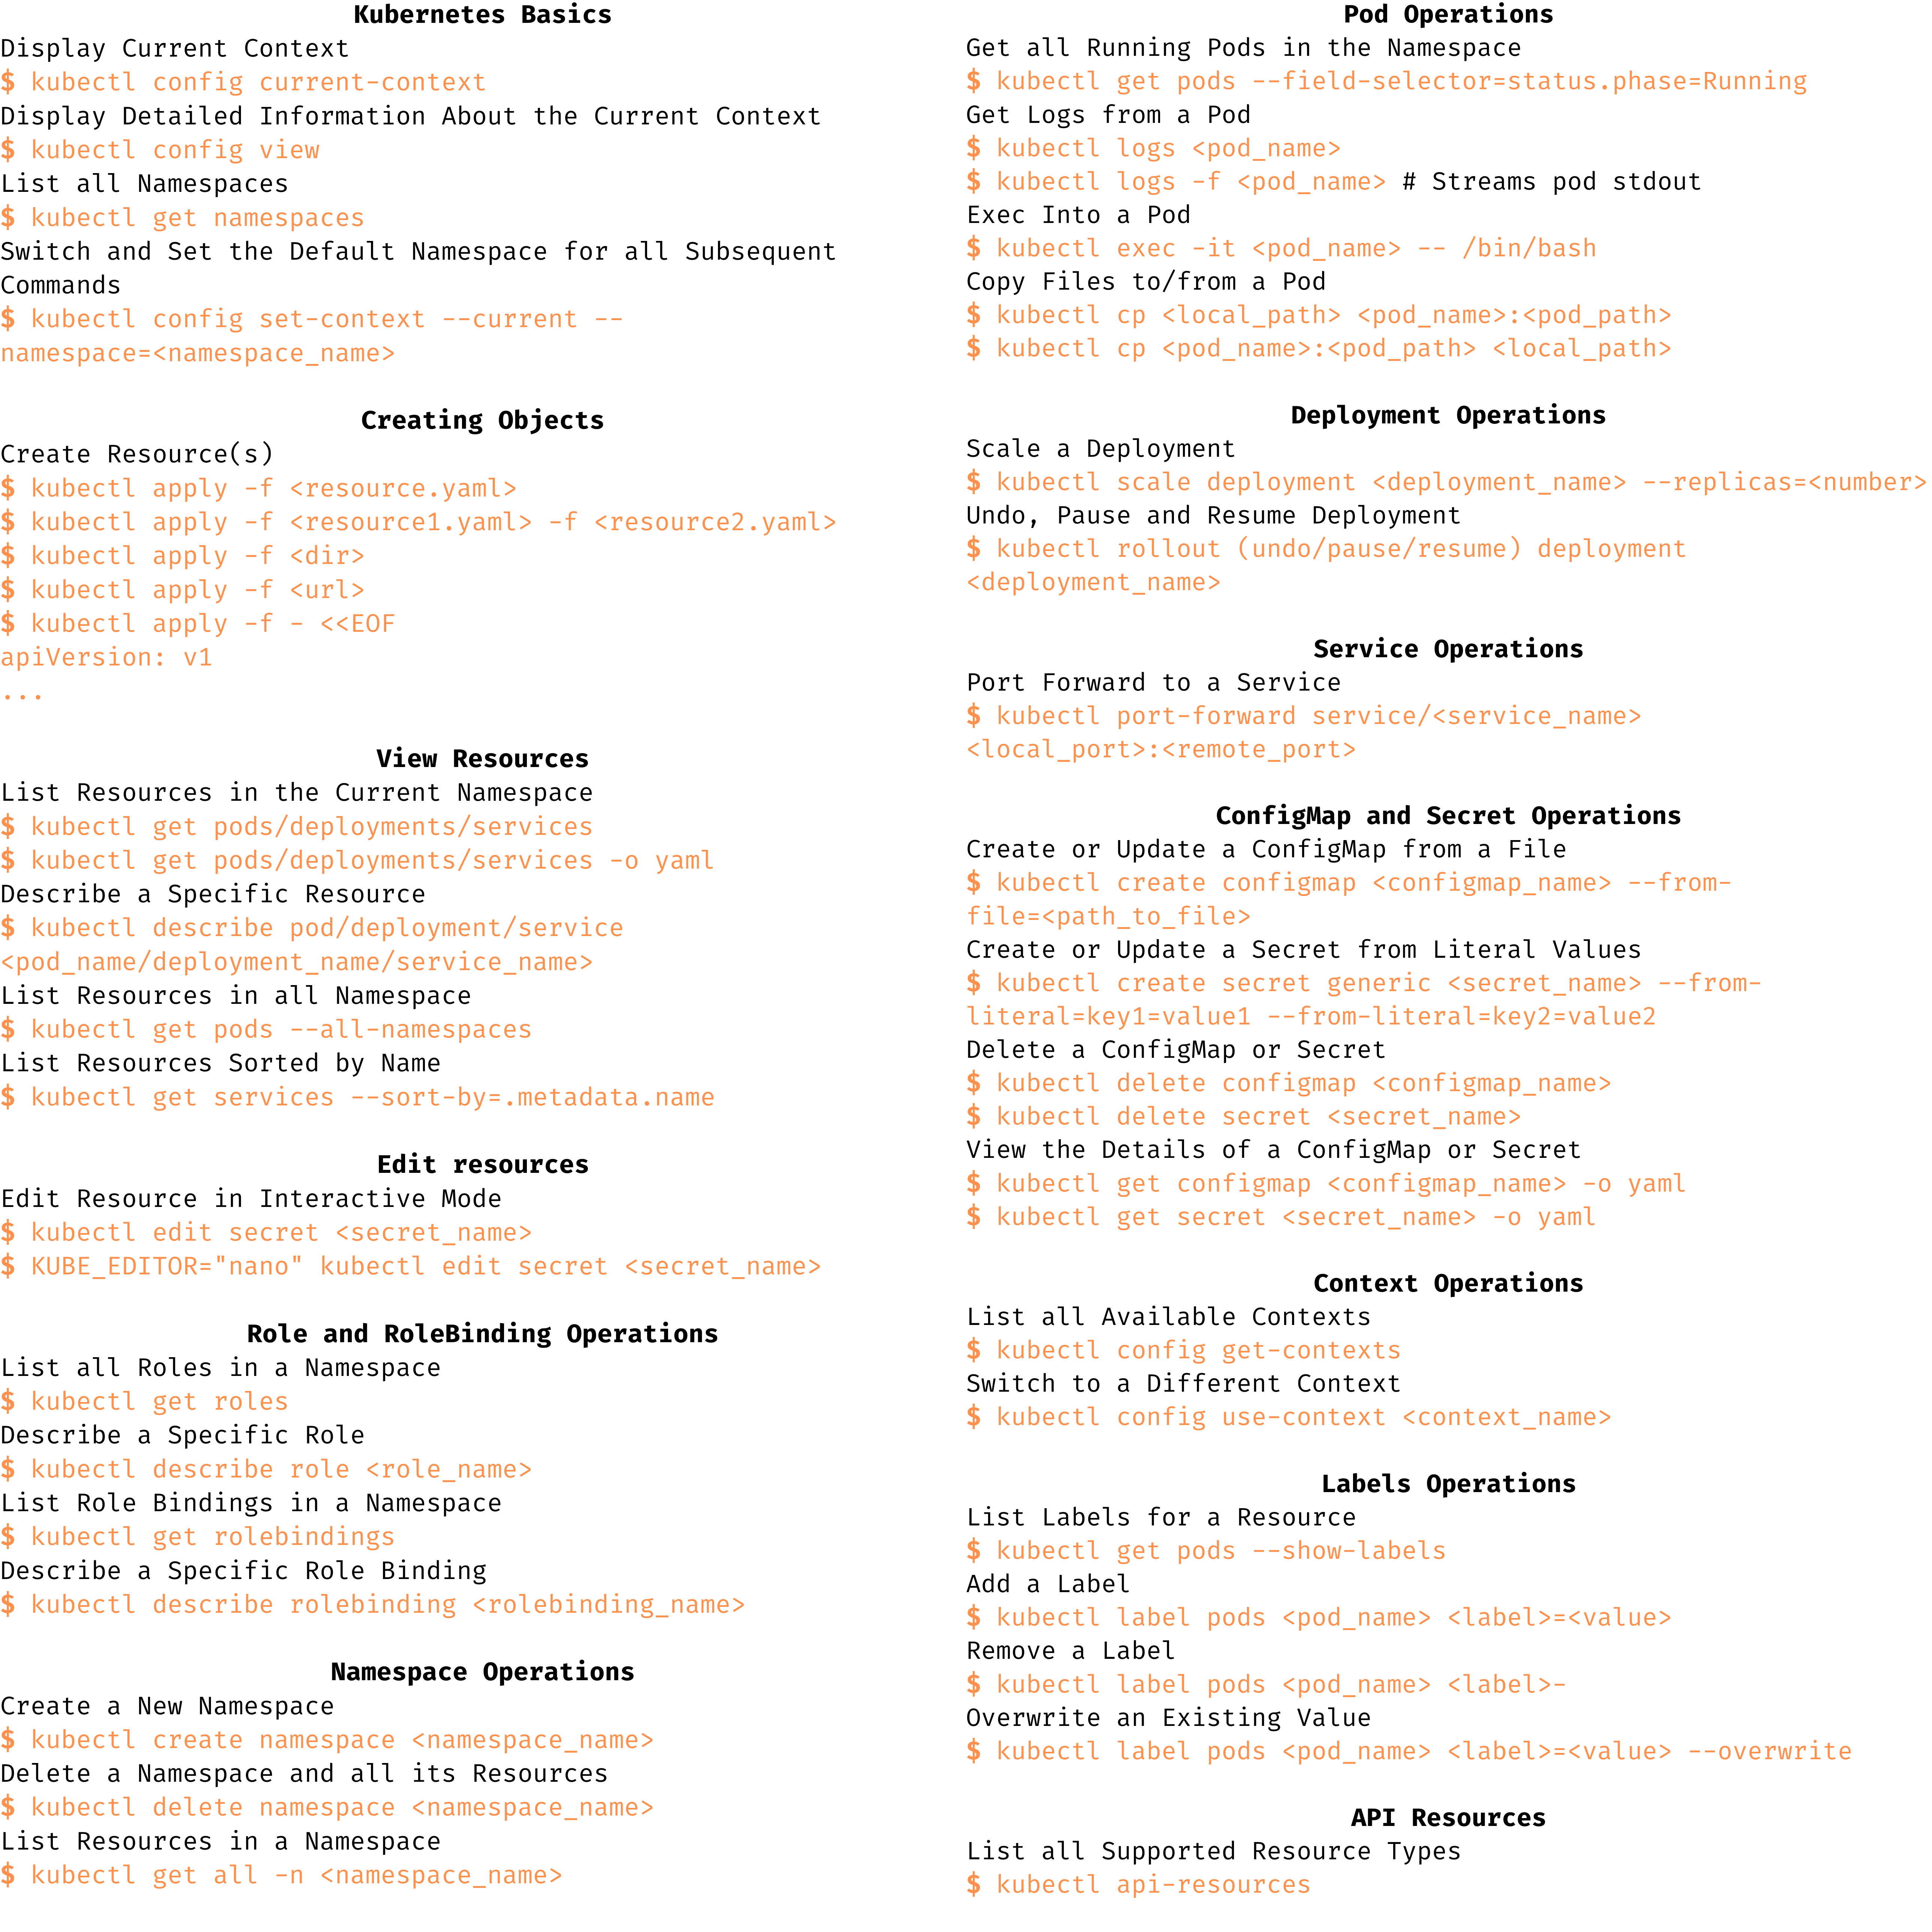 Kubernetes Basics
Display Current Context
$ kubectl config current-context
Display Detailed Information About the Current Context
$ kubectl config view
List all Namespaces
$ kubectl get namespaces
Switch and Set the Default Namespace for all Subsequent
Commands
$ kubectl config set-context --current --
namespace=<namespace_name>
Creating Objects
Create Resource(s)
$ kubectl apply -f <resource.yaml>
$ kubectl apply -f <resource1.yaml> -f <resource2.yaml>
$ kubectl apply -f <dir>
$ kubectl apply -f <url>
$ kubectl apply -f - <<EOF
apiVersion: v1
...
View Resources
List Resources in the Current Namespace
$ kubectl get pods/deployments/services
$ kubectl get pods/deployments/services -o yaml
Describe a Specific Resource
$ kubectl describe pod/deployment/service
<pod_name/deployment_name/service_name>
List Resources in all Namespace
$ kubectl get pods --all-namespaces
List Resources Sorted by Name
$ kubectl get services --sort-by=.metadata.name
Edit resources
Edit Resource in Interactive Mode
$ kubectl edit secret <secret_name>
$ KUBE_EDITOR="nano" kubectl edit secret <secret_name>
Role and RoleBinding Operations
List all Roles in a Namespace
$ kubectl get roles
Describe a Specific Role
$ kubectl describe role <role_name>
List Role Bindings in a Namespace
$ kubectl get rolebindings
Describe a Specific Role Binding
$ kubectl describe rolebinding <rolebinding_name>
Namespace Operations
Create a New Namespace
$ kubectl create namespace <namespace_name>
Delete a Namespace and all its Resources
$ kubectl delete namespace <namespace_name>
List Resources in a Namespace
$ kubectl get all -n <namespace_name>
Pod Operations
Get all Running Pods in the Namespace
$ kubectl get pods --field-selector=status.phase=Running
Get Logs from a Pod
$ kubectl logs <pod_name>
$ kubectl logs -f <pod_name> # Streams pod stdout
Exec Into a Pod
$ kubectl exec -it <pod_name> -- /bin/bash
Copy Files to/from a Pod
$ kubectl cp <local_path> <pod_name>:<pod_path>
$ kubectl cp <pod_name>:<pod_path> <local_path>
Deployment Operations
Scale a Deployment
$ kubectl scale deployment <deployment_name> --replicas=<number>
Undo, Pause and Resume Deployment
$ kubectl rollout (undo/pause/resume) deployment
<deployment_name>
Service Operations
Port Forward to a Service
$ kubectl port-forward service/<service_name>
<local_port>:<remote_port>
ConfigMap and Secret Operations
Create or Update a ConfigMap from a File
$ kubectl create configmap <configmap_name> --from-
file=<path_to_file>
Create or Update a Secret from Literal Values
$ kubectl create secret generic <secret_name> --from-
literal=key1=value1 --from-literal=key2=value2
Delete a ConfigMap or Secret
$ kubectl delete configmap <configmap_name>
$ kubectl delete secret <secret_name>
View the Details of a ConfigMap or Secret
$ kubectl get configmap <configmap_name> -o yaml
$ kubectl get secret <secret_name> -o yaml
Context Operations
List all Available Contexts
$ kubectl config get-contexts
Switch to a Different Context
$ kubectl config use-context <context_name>
Labels Operations
List Labels for a Resource
$ kubectl get pods --show-labels
Add a Label
$ kubectl label pods <pod_name> <label>=<value>
Remove a Label
$ kubectl label pods <pod_name> <label>-
Overwrite an Existing Value
$ kubectl label pods <pod_name> <label>=<value> --overwrite
API Resources
List all Supported Resource Types
$ kubectl api-resources